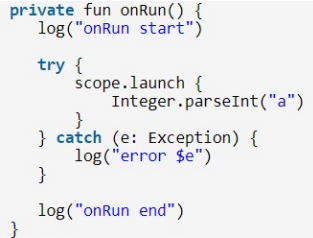 private fun onRun() {
    log("onRun start")

    try {
        scope.launch {
            Integer.parseInt("a")
        }
    } catch (e: Exception) {
        log("error $e")
    }

    log("onRun end")
}